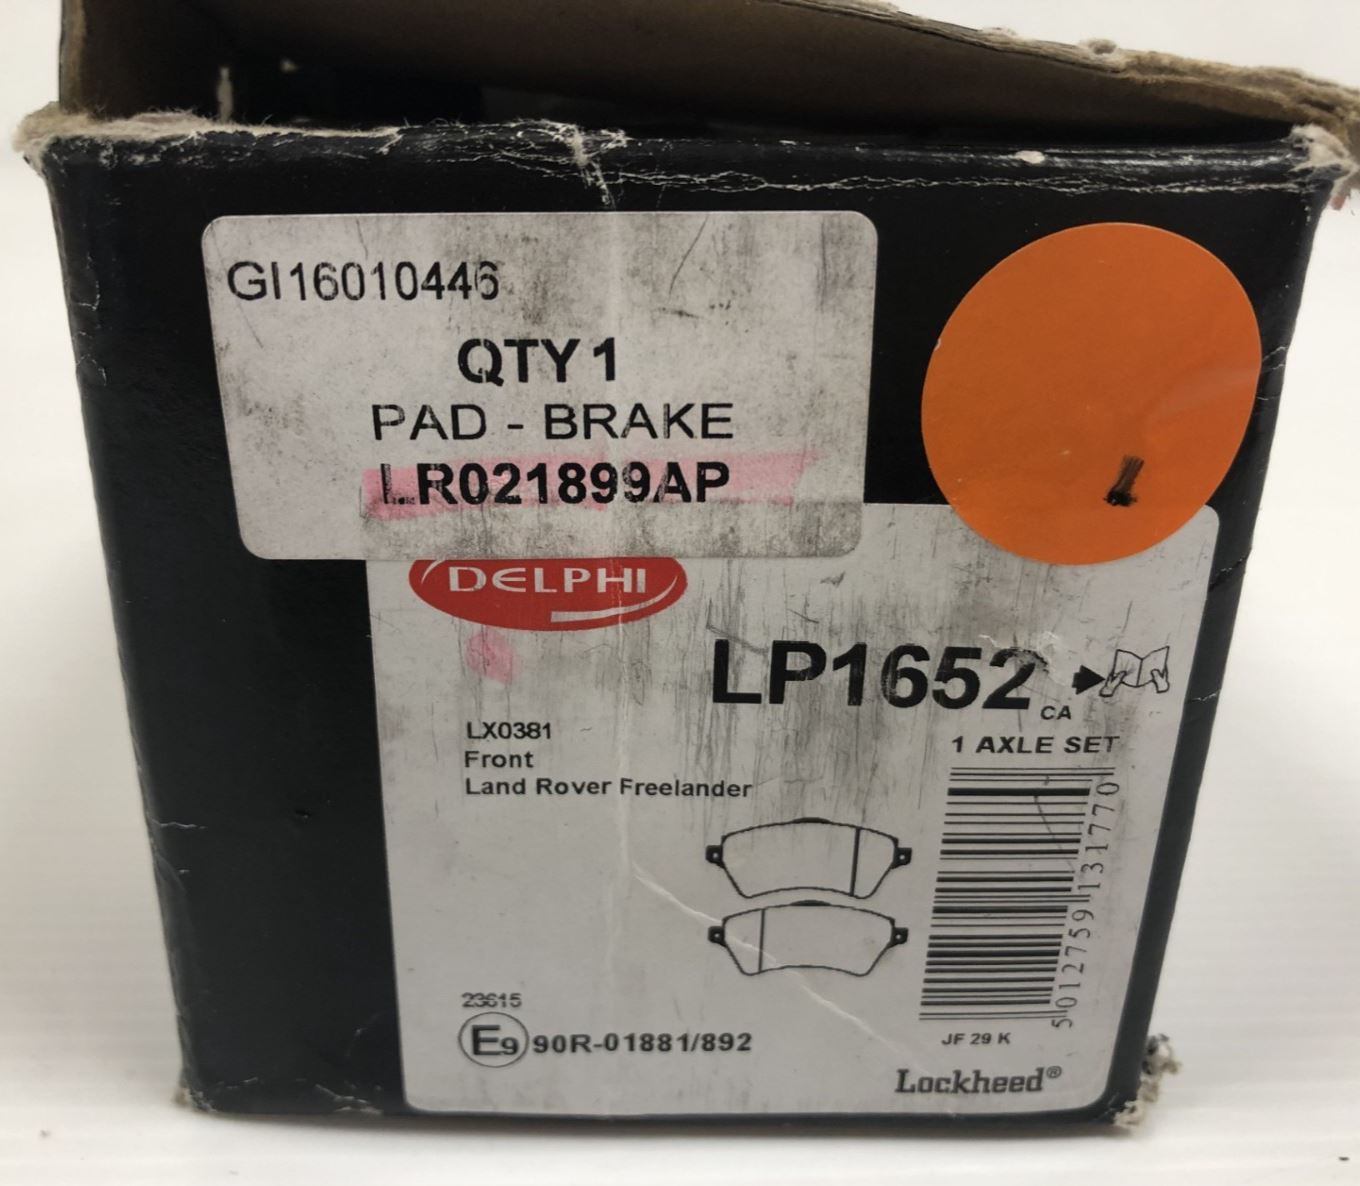 GI16010446
QTY 1
PAD - BRAKE
LR021899AP
DELPHI
LP1652
CA
1 AXLE SET
LX0381
Front
Land Rover Freelander
5012759131770
23615
E9 90R-01881/892
JF 29 K
Lockheed®